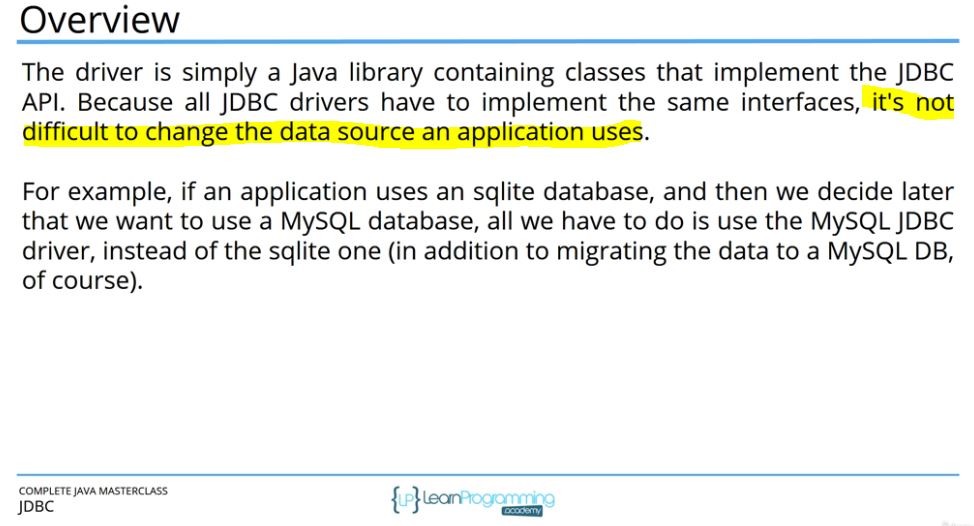 Overview
The driver is simply a Java library containing classes that implement the JDBC
API. Because all JDBC drivers have to implement the same interfaces, it's not
difficult to change the data source an application uses.
For example, if an application uses an sqlite database, and then we decide later
that we want to use a MySQL database, all we have to do is use the MySQL JDBC
driver, instead of the sqlite one (in addition to migrating the data to a MySQL DB,
of course).
COMPLETE JAVA MASTERCLASS
JDBC
{LP} LearnProgramming
academy